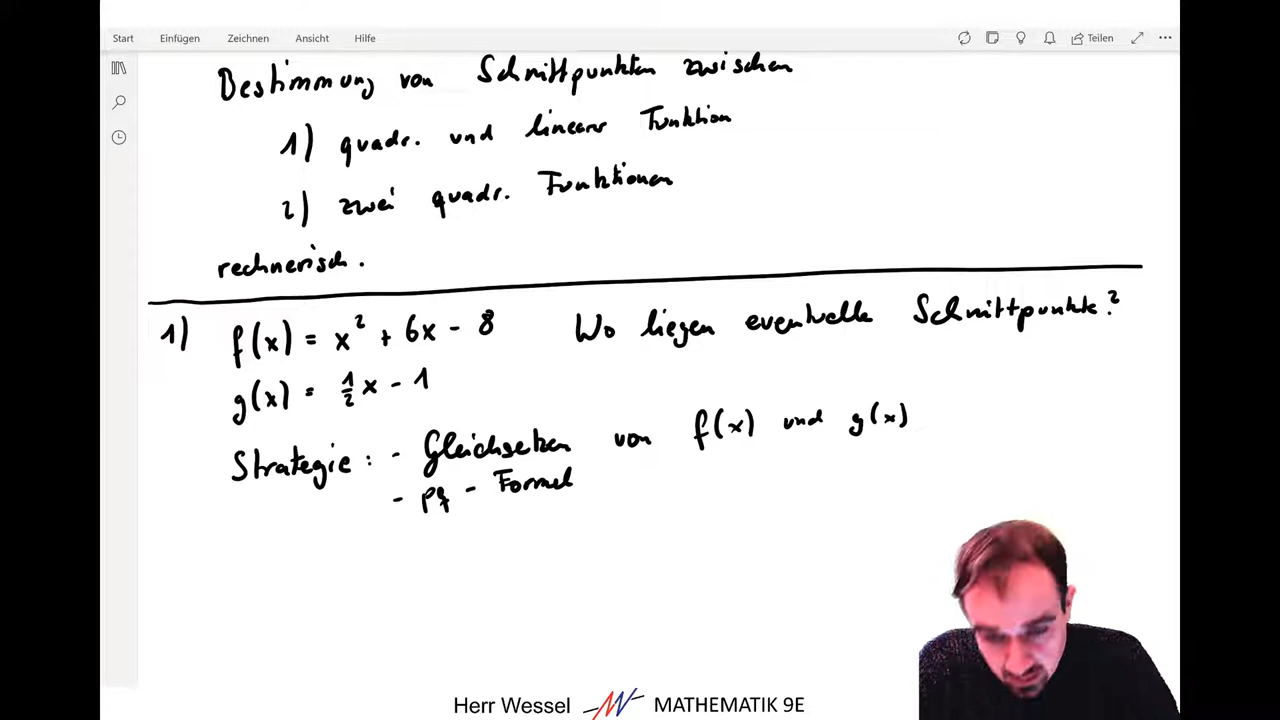 Start Einfügen Zeichnen Ansicht Hilfe Teilen
Bestimmung von Schnittpunkten zwischen
1) quadr. und linearer Funktion
2) zwei quadr. Funktionen
rechnerisch.
1) f(x) = x² + 6x - 8 Wo liegen eventuelle Schnittpunkte?
g(x) = ½x - 1
Strategie: - Gleichsetzen von f(x) und g(x)
- pq - Formel
Herr Wessel MATHEMATIK 9E